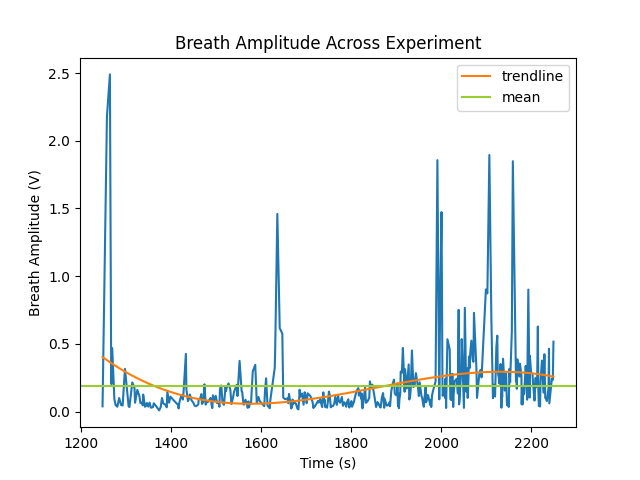 Breath Amplitude Across Experiment
trendline
mean
2.5
2.0
1.5
1.0
0.5
0.0
Breath Amplitude (V)
1200 1400 1600 1800 2000 2200
Time (s)